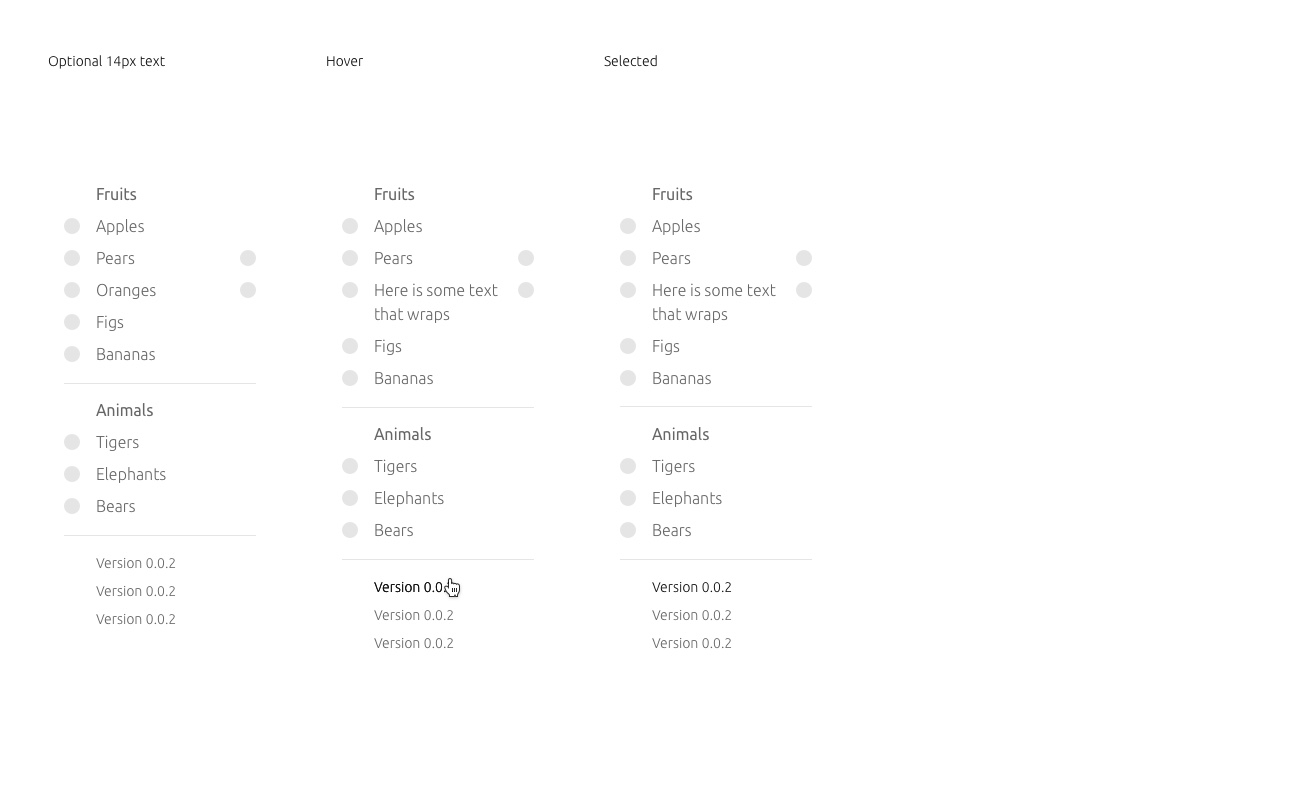 Optional 14px text
Fruits
Apples
Pears
Oranges
Figs
Bananas
Animals
Tigers
Elephants
Bears
Version 0.0.2
Version 0.0.2
Version 0.0.2
Hover
Fruits
Apples
Pears
Here is some text
that wraps
Figs
Bananas
Animals
Tigers
Elephants
Bears
Version 0.0
Version 0.0.2
Version 0.0.2
Selected
Fruits
Apples
Pears
Here is some text
that wraps
Figs
Bananas
Animals
Tigers
Elephants
Bears
Version 0.0.2
Version 0.0.2
Version 0.0.2